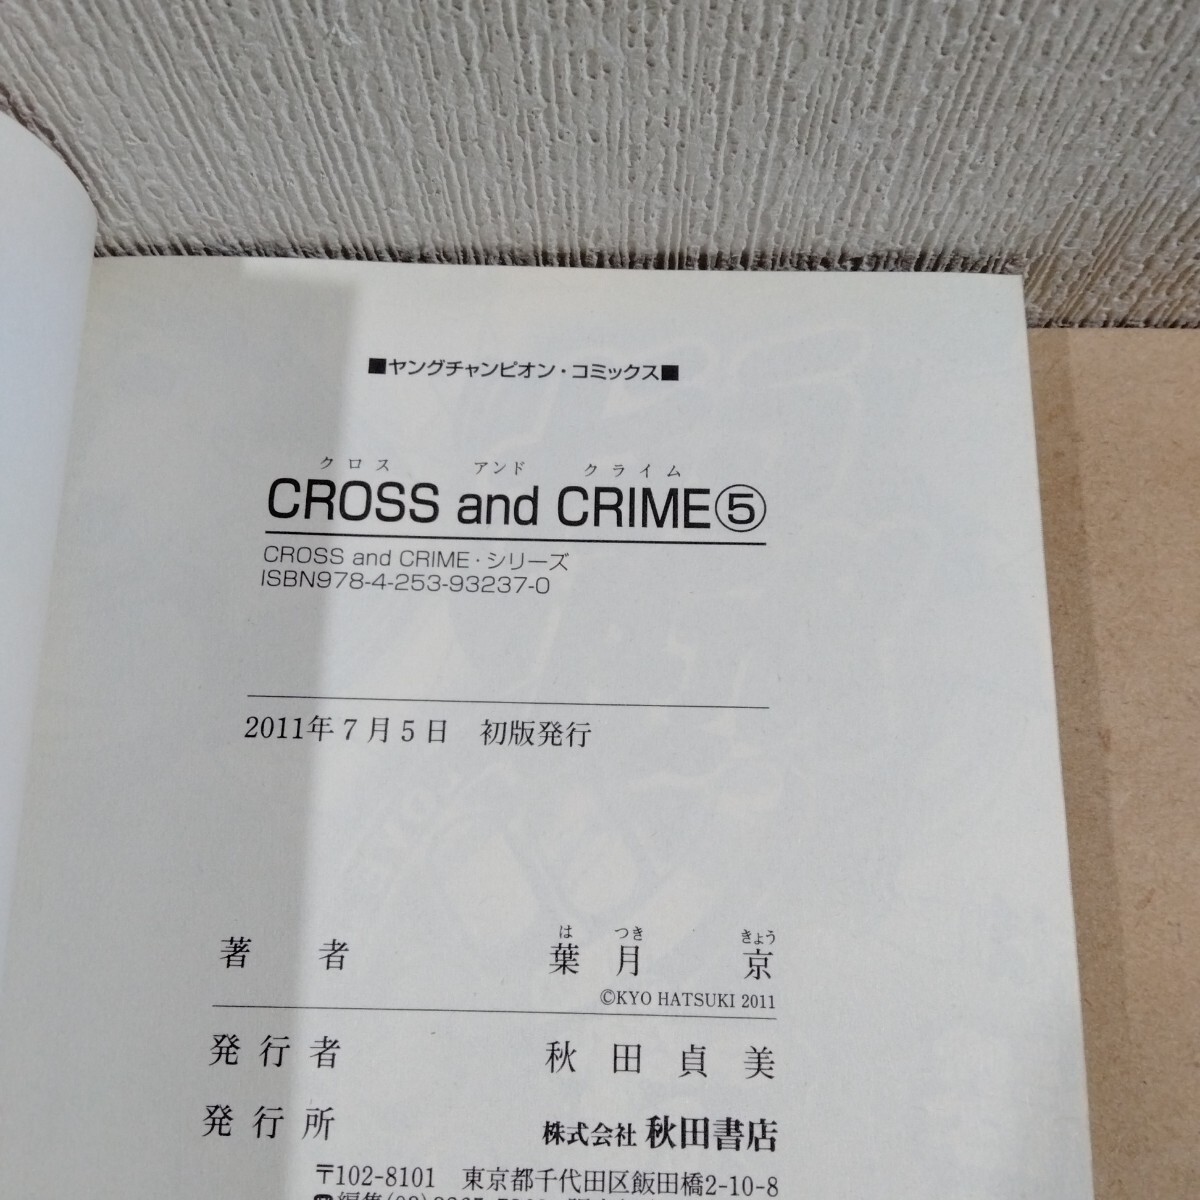 ■ヤングチャンピオン・コミックス■
クロス アンド クライム
CROSS and CRIME⑤
CROSS and CRIME・シリーズ
ISBN978-4-253-93237-0
2011年7月5日 初版発行
はつき きょう
著者 葉月 京
©KYO HATSUKI 2011
発行者 秋田貞美
発行所 株式会社 秋田書店
〒102-8101 東京都千代田区飯田橋2-10-8